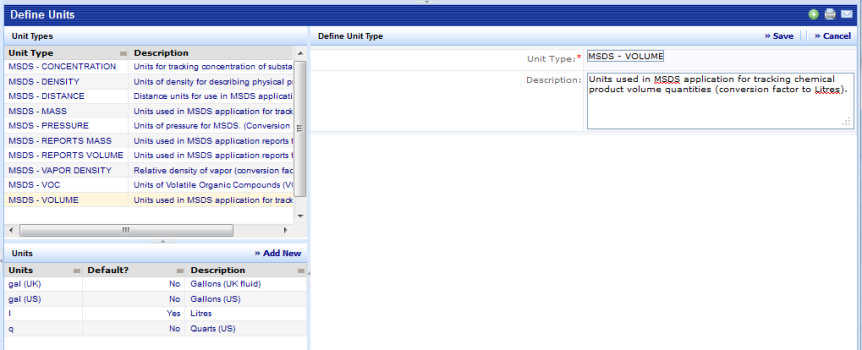 Define Units
Unit Types
Unit Type Description
MSDS - CONCENTRATION Units for tracking concentration of substa
MSDS - DENSITY Units of density for describing physical p
MSDS - DISTANCE Distance units for use in MSDS applicati
MSDS - MASS Units used in MSDS application for track
MSDS - PRESSURE Units of pressure for MSDS. (Conversion
MSDS - REPORTS MASS Units used in MSDS application reports f
MSDS - REPORTS VOLUME Units used in MSDS application reports f
MSDS - VAPOR DENSITY Relative density of vapor (conversion fac
MSDS - VOC Units of Volatile Organic Compounds (VO
MSDS - VOLUME Units used in MSDS application for track
Units » Add New
Units Default? Description
gal (UK) No Gallons (UK fluid)
gal (US) No Gallons (US)
l Yes Litres
q No Quarts (US)
Define Unit Type » Save » Cancel
Unit Type:* MSDS - VOLUME
Description: Units used in MSDS application for tracking chemical
product volume quantities (conversion factor to Litres).